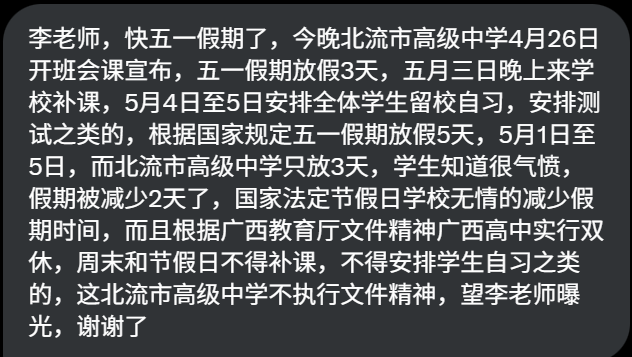 李老师，快五一假期了，今晚北流市高级中学4月26日
开班会课宣布，五一假期放假3天，五月三日晚上来学
校补课，5月4日至5日安排全体学生留校自习，安排测
试之类的，根据国家规定五一假期放假5天，5月1日至
5日，而北流市高级中学只放3天，学生知道很气愤，
假期被减少2天了，国家法定节假日学校无情的减少假
期时间，而且根据广西教育厅文件精神广西高中实行双
休，周末和节假日不得补课，不得安排学生自习之类
的，这北流市高级中学不执行文件精神，望李老师曝
光，谢谢了